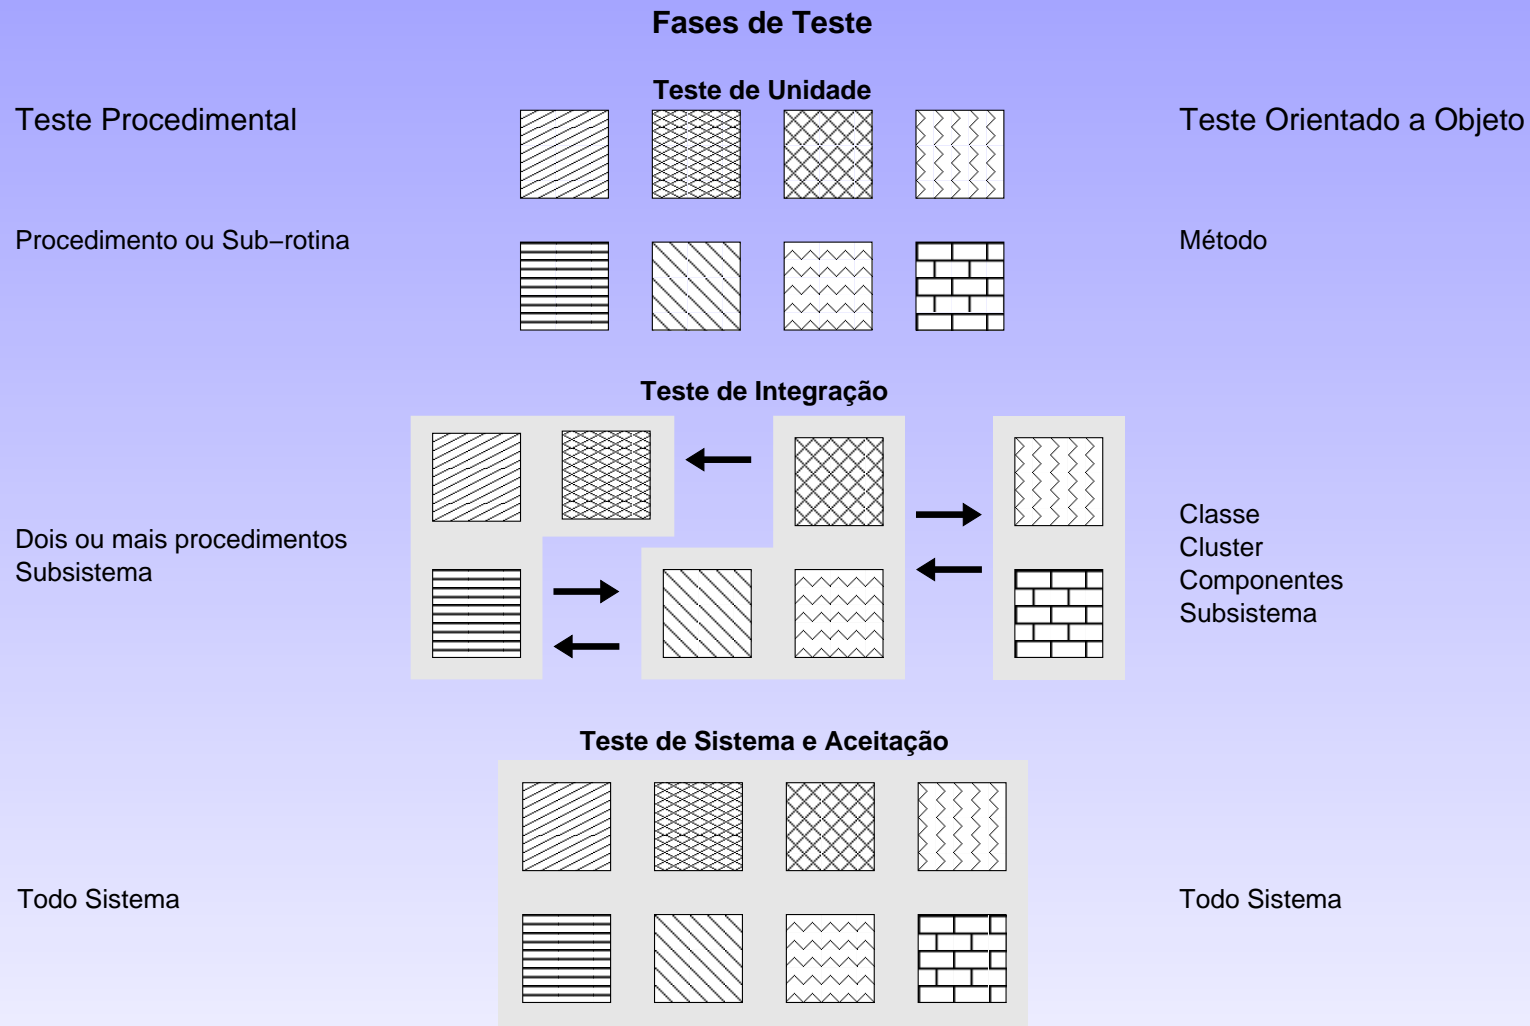 Fases de Teste
Teste de Unidade
Teste Procedimental
Teste Orientado a Objeto
Procedimento ou Sub−rotina
Método
Teste de Integração
Dois ou mais procedimentos
Subsistema
Classe
Cluster
Componentes
Subsistema
Teste de Sistema e Aceitação
Todo Sistema
Todo Sistema